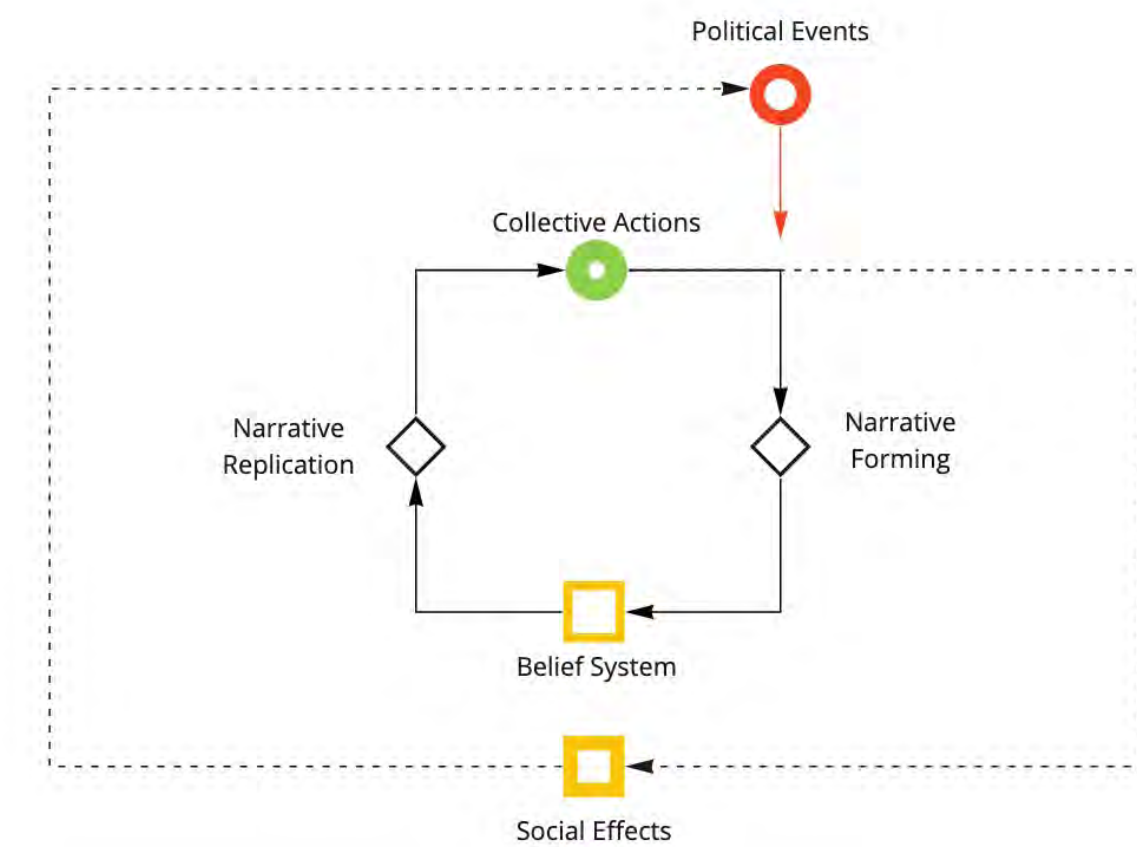 Political Events
Collective Actions
Narrative
Replication
Narrative
Forming
Belief System
Social Effects